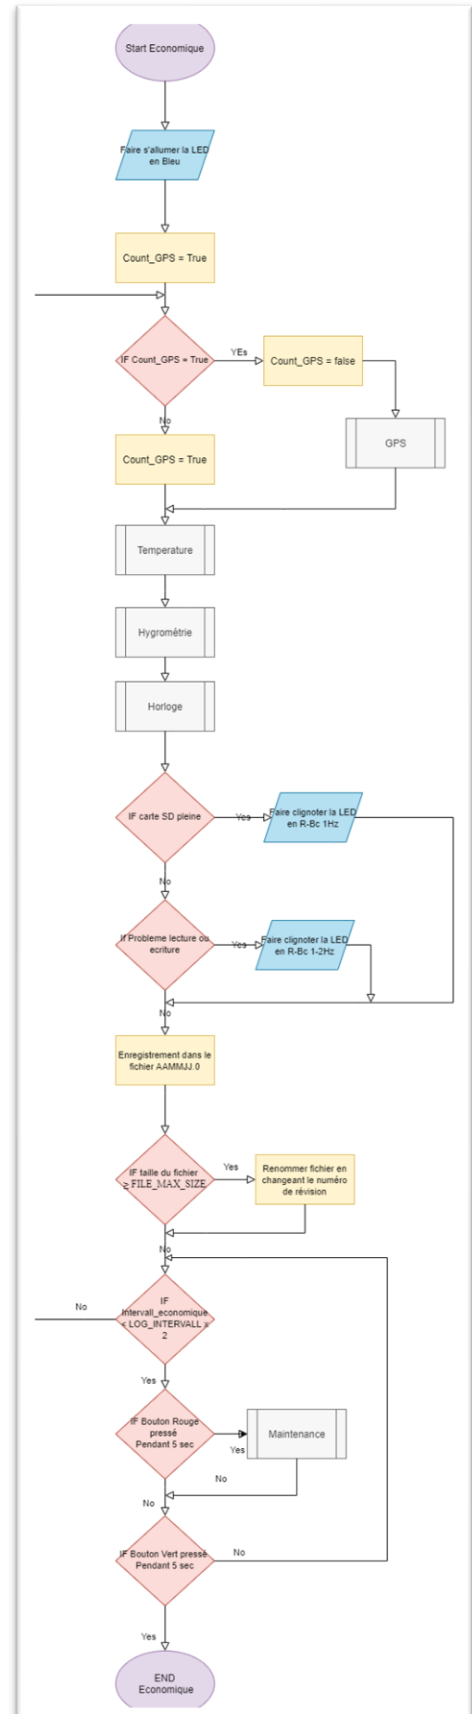 Start Economique
Faire s'allumer la LED
en Bleu
Count_GPS = True
IF Count_GPS = True
YEs
Count_GPS = false
GPS
No
Count_GPS = True
Temperature
Hygrométrie
Horloge
IF carte SD pleine
Yes
Faire clignoter la LED
en R-Bc 1Hz
No
If Probleme lecture ou
ecriture
Yes
Faire clignoter la LED
en R-Bc 1-2Hz
No
Enregistrement dans le
fichier AAMMJJ.0
IF taille du fichier
≥ FILE_MAX_SIZE
Yes
Renommer fichier en
changeant le numéro
de révision
No
IF
Intervall_economique
< LOG_INTERVALL x
2
No
Yes
IF Bouton Rouge
pressé
Pendant 5 sec
Yes
Maintenance
No
No
IF Bouton Vert pressé
Pendant 5 sec
No
Yes
END
Economique